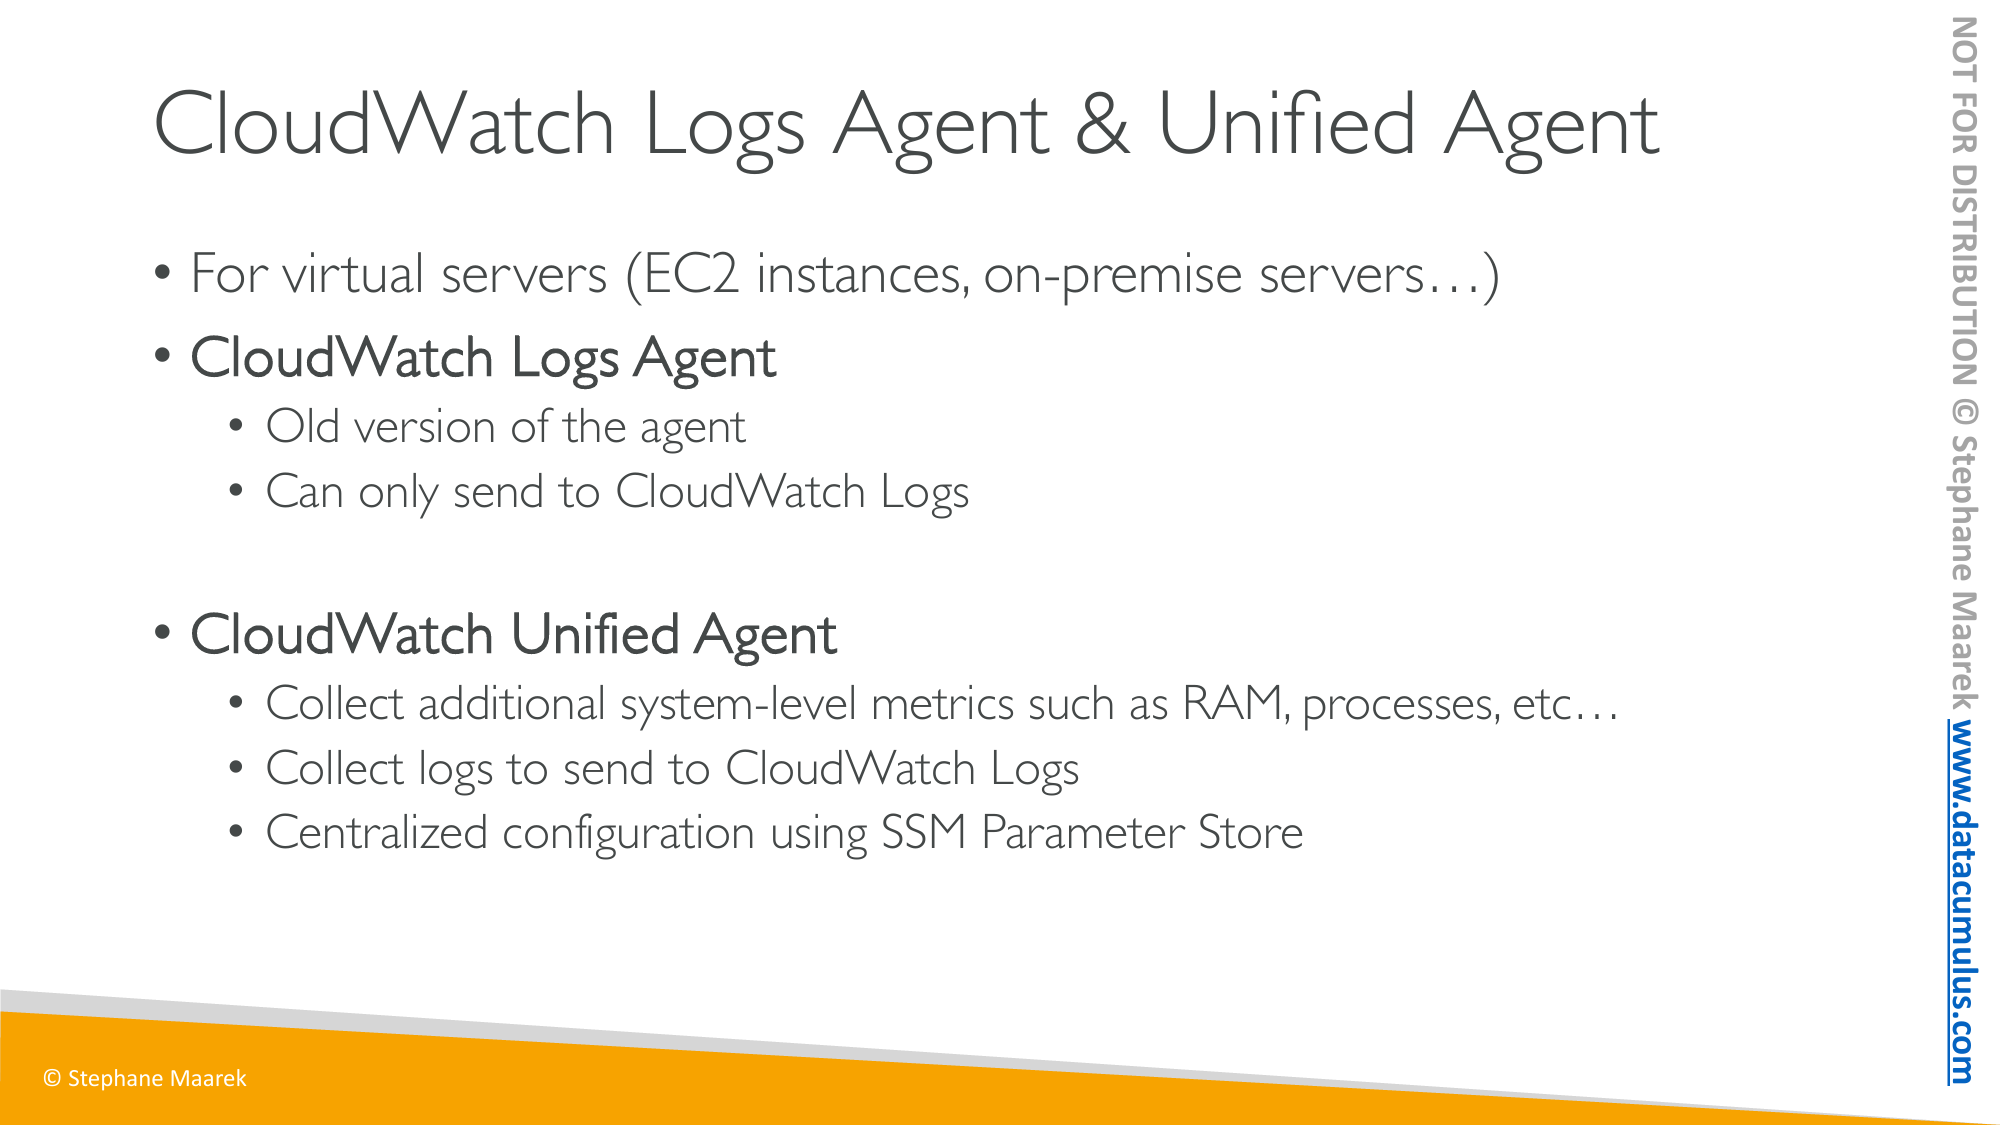 CloudWatch Logs Agent & Unified Agent
• For virtual servers (EC2 instances, on-premise servers…)
• CloudWatch Logs Agent
• Old version of the agent
• Can only send to CloudWatch Logs
• CloudWatch Unified Agent
• Collect additional system-level metrics such as RAM, processes, etc…
• Collect logs to send to CloudWatch Logs
• Centralized configuration using SSM Parameter Store
© Stephane Maarek
NOT FOR DISTRIBUTION © Stephane Maarek www.datacumulus.com